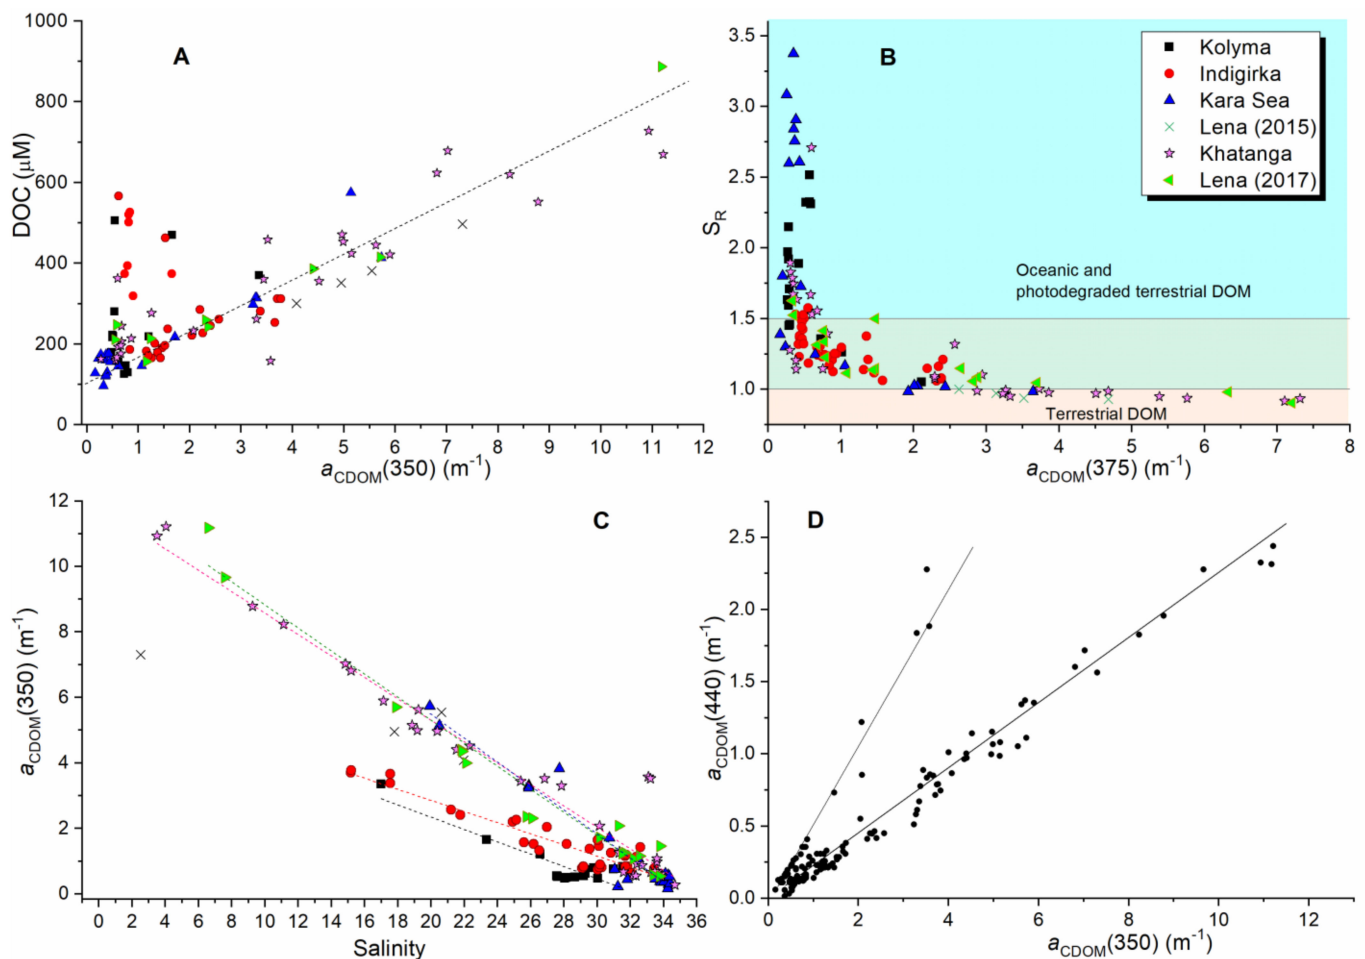 A
DOC (μM)
1000
800
600
400
200
0
0 1 2 3 4 5 6 7 8 9 10 11 12
aCDOM(350) (m-1)
B
SR
3.5
3.0
2.5
2.0
1.5
1.0
Kolyma
Indigirka
Kara Sea
Lena (2015)
Khatanga
Lena (2017)
Oceanic and
photodegraded terrestrial DOM
Terrestrial DOM
0 1 2 3 4 5 6 7 8
aCDOM(375) (m-1)
C
aCDOM(350) (m-1)
12
10
8
6
4
2
0
0 2 4 6 8 10 12 14 16 18 20 22 24 26 28 30 32 34 36
Salinity
D
aCDOM(440) (m-1)
2.5
2.0
1.5
1.0
0.5
0.0
0 2 4 6 8 10 12
aCDOM(350) (m-1)